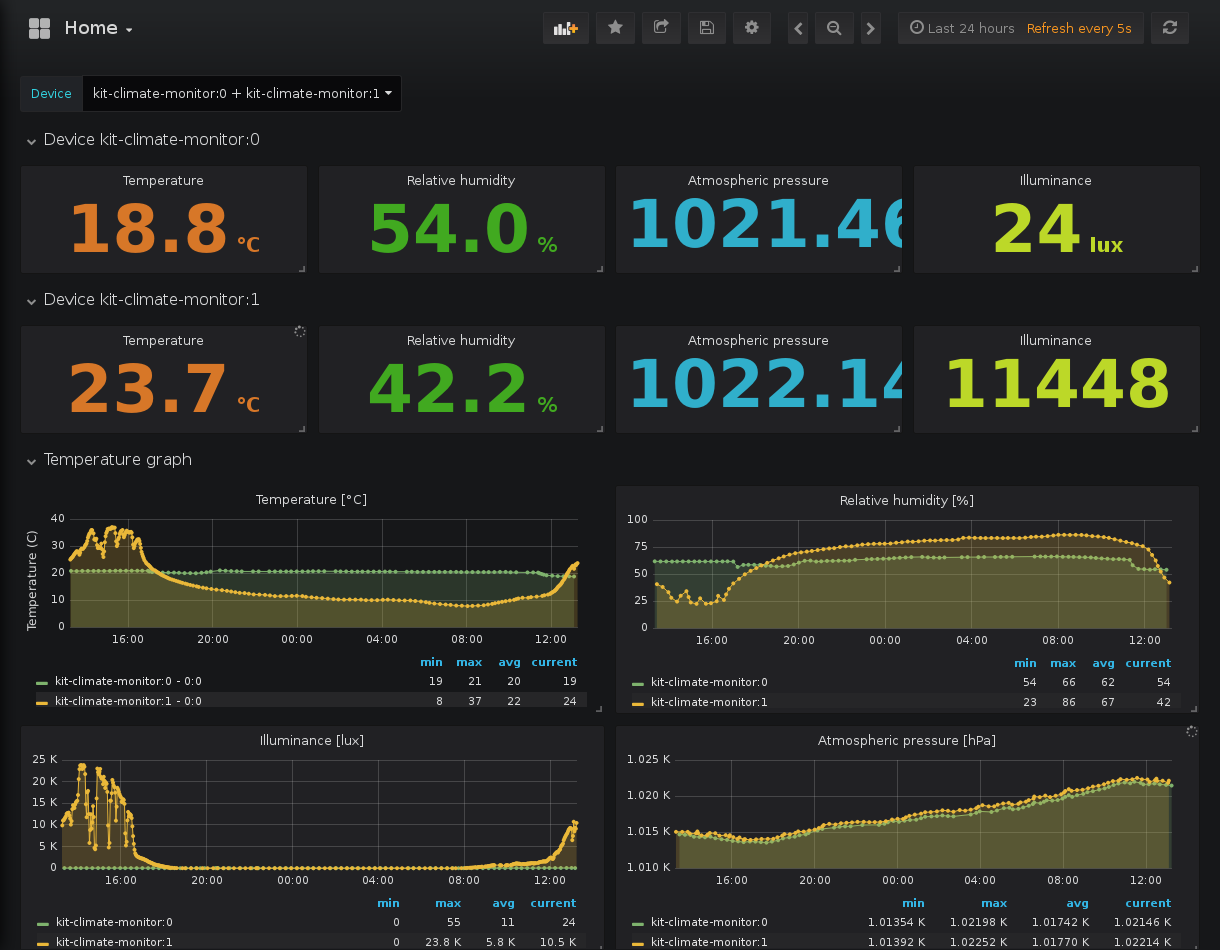 Home
Last 24 hours Refresh every 5s
Device kit-climate-monitor:0 + kit-climate-monitor:1
Device kit-climate-monitor:0
Temperature Relative humidity Atmospheric pressure Illuminance
18.8 °C 54.0 % 1021.46 24 lux
Device kit-climate-monitor:1
Temperature Relative humidity Atmospheric pressure Illuminance
23.7 °C 42.2 % 1022.14 11448
Temperature graph
Temperature [°C]
Temperature (C)
40
30
20
10
0
16:00 20:00 00:00 04:00 08:00 12:00
min max avg current
kit-climate-monitor:0 - 0:0 19 21 20 19
kit-climate-monitor:1 - 0:0 8 37 22 24
Relative humidity [%]
100
75
50
25
0
16:00 20:00 00:00 04:00 08:00 12:00
min max avg current
kit-climate-monitor:0 54 66 62 54
kit-climate-monitor:1 23 86 67 42
Illuminance [lux]
25 K
20 K
15 K
10 K
5 K
0
16:00 20:00 00:00 04:00 08:00 12:00
min max avg current
kit-climate-monitor:0 0 55 11 24
kit-climate-monitor:1 0 23.8 K 5.8 K 10.5 K
Atmospheric pressure [hPa]
1.025 K
1.020 K
1.015 K
1.010 K
16:00 20:00 00:00 04:00 08:00 12:00
min max avg current
kit-climate-monitor:0 1.01354 K 1.02198 K 1.01742 K 1.02146 K
kit-climate-monitor:1 1.01392 K 1.02252 K 1.01770 K 1.02214 K